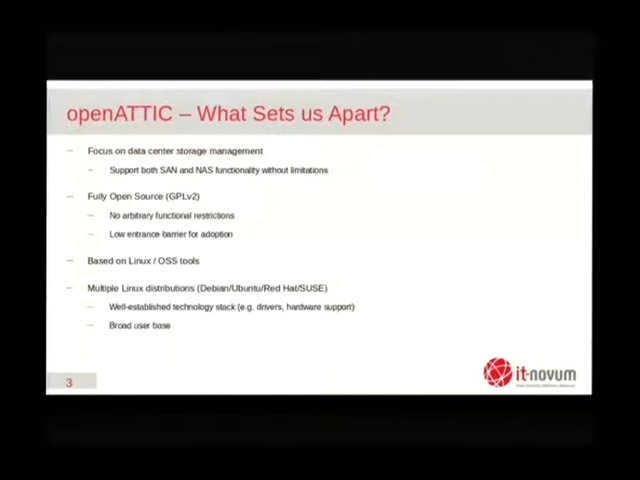 openATTIC – What Sets us Apart?
– Focus on data center storage management
– Support both SAN and NAS functionality without limitations
– Fully Open Source (GPLv2)
– No arbitrary functional restrictions
– Low entrance barrier for adoption
– Based on Linux / OSS tools
– Multiple Linux distributions (Debian/Ubuntu/Red Hat/SUSE)
– Well-established technology stack (e.g. drivers, hardware support)
– Broad user base
3
it-novum